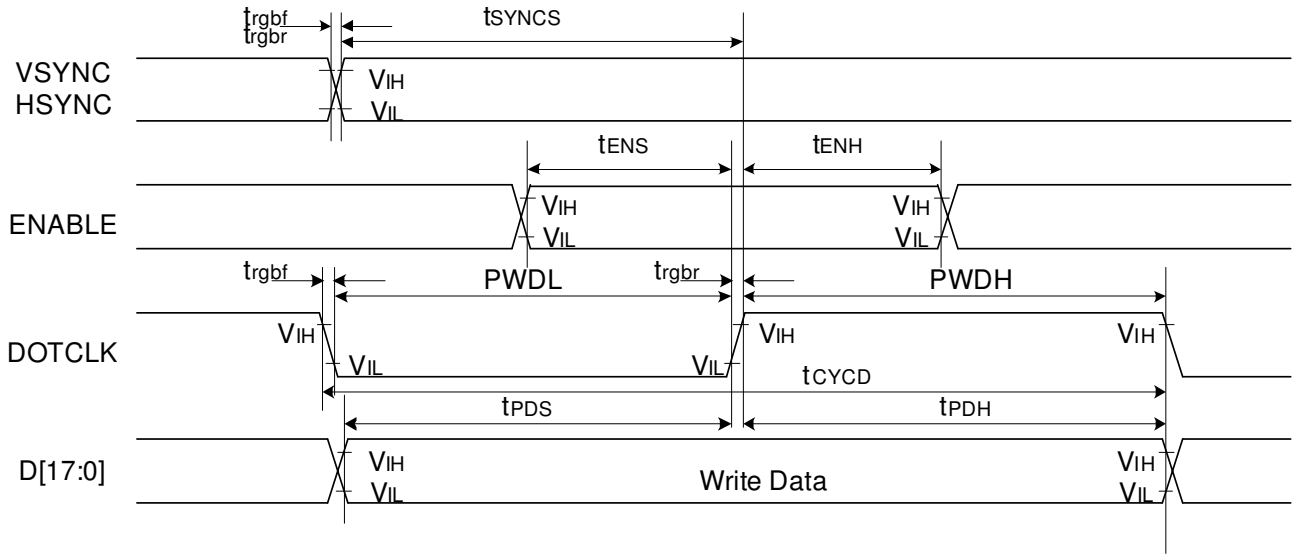 trgbf
trgbr
tSYNCS
VSYNC
HSYNC
VIH
VIL
tENS
tENH
ENABLE
VIH
VIL
VIH
VIL
trgbf
PWDL
trgbr
PWDH
DOTCLK
VIH
VIL
VIL
VIH
VIH
tCYCD
tPDS
tPDH
D[17:0]
VIH
VIL
Write Data
VIH
VIL